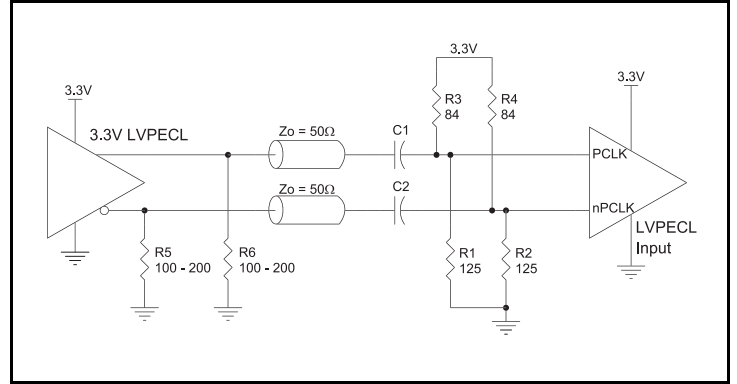 3.3V
3.3V LVPECL
Zo = 50Ω
Zo = 50Ω
C1
C2
3.3V
R3
84
R4
84
3.3V
PCLK
nPCLK
LVPECL
Input
R5
100 - 200
R6
100 - 200
R1
125
R2
125